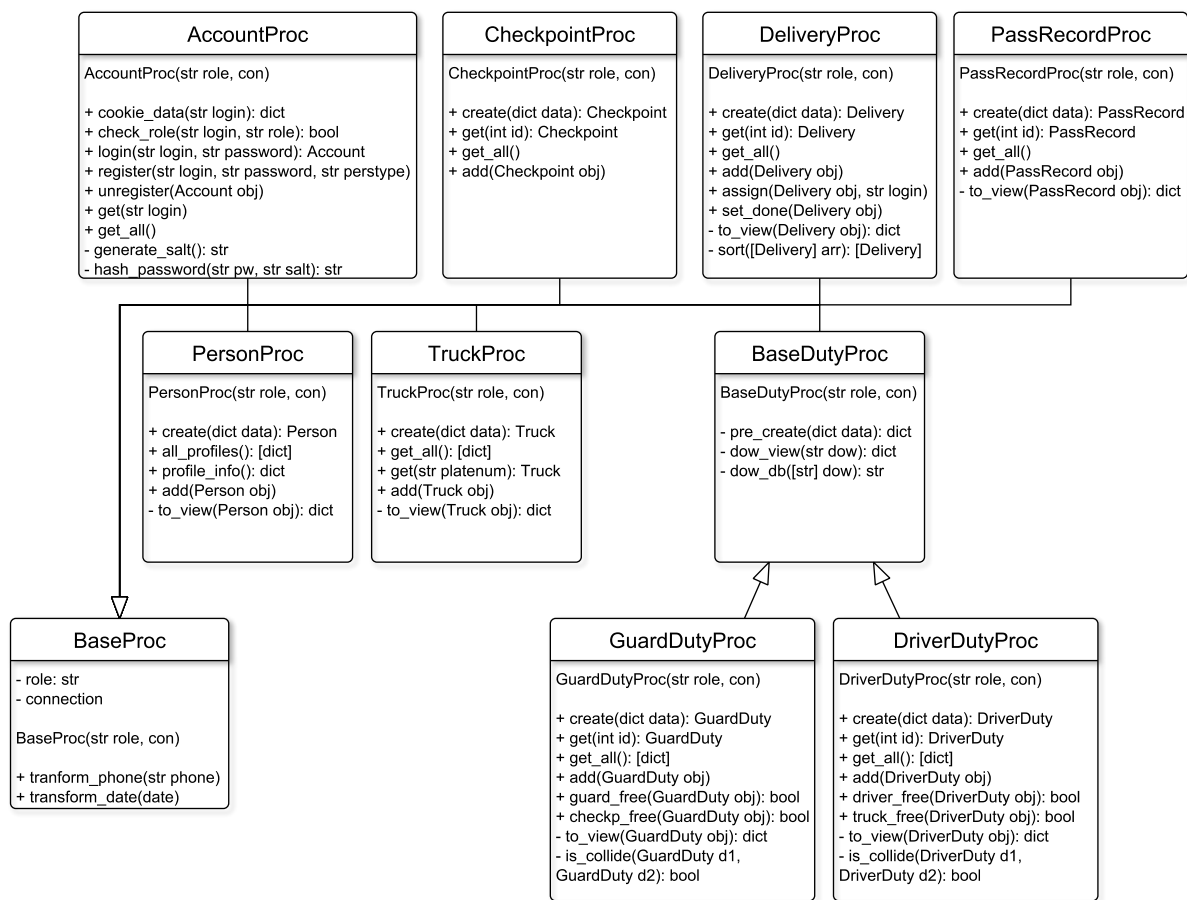 AccountProc
AccountProc(str role, con)
+ cookie_data(str login): dict
+ check_role(str login, str role): bool
+ login(str login, str password): Account
+ register(str login, str password, str perstype)
+ unregister(Account obj)
+ get(str login)
+ get_all()
- generate_salt(): str
- hash_password(str pw, str salt): str
CheckpointProc
CheckpointProc(str role, con)
+ create(dict data): Checkpoint
+ get(int id): Checkpoint
+ get_all()
+ add(Checkpoint obj)
DeliveryProc
DeliveryProc(str role, con)
+ create(dict data): Delivery
+ get(int id): Delivery
+ get_all()
+ add(Delivery obj)
+ assign(Delivery obj, str login)
+ set_done(Delivery obj)
- to_view(Delivery obj): dict
- sort([Delivery] arr): [Delivery]
PassRecordProc
PassRecordProc(str role, con)
+ create(dict data): PassRecord
+ get(int id): PassRecord
+ get_all()
+ add(PassRecord obj)
- to_view(PassRecord obj): dict
PersonProc
PersonProc(str role, con)
+ create(dict data): Person
+ all_profiles(): [dict]
+ profile_info(): dict
+ add(Person obj)
- to_view(Person obj): dict
TruckProc
TruckProc(str role, con)
+ create(dict data): Truck
+ get_all(): [dict]
+ get(str platenum): Truck
+ add(Truck obj)
- to_view(Truck obj): dict
BaseDutyProc
BaseDutyProc(str role, con)
- pre_create(dict data): dict
- dow_view(str dow): dict
- dow_db([str] dow): str
BaseProc
- role: str
- connection
BaseProc(str role, con)
+ tranform_phone(str phone)
+ transform_date(date)
GuardDutyProc
GuardDutyProc(str role, con)
+ create(dict data): GuardDuty
+ get(int id): GuardDuty
+ get_all(): [dict]
+ add(GuardDuty obj)
+ guard_free(GuardDuty obj): bool
+ checkp_free(GuardDuty obj): bool
- to_view(GuardDuty obj): dict
- is_collide(GuardDuty d1,
GuardDuty d2): bool
DriverDutyProc
DriverDutyProc(str role, con)
+ create(dict data): DriverDuty
+ get(int id): DriverDuty
+ get_all(): [dict]
+ add(DriverDuty obj)
+ driver_free(DriverDuty obj): bool
+ truck_free(DriverDuty obj): bool
- to_view(DriverDuty obj): dict
- is_collide(DriverDuty d1,
DriverDuty d2): bool